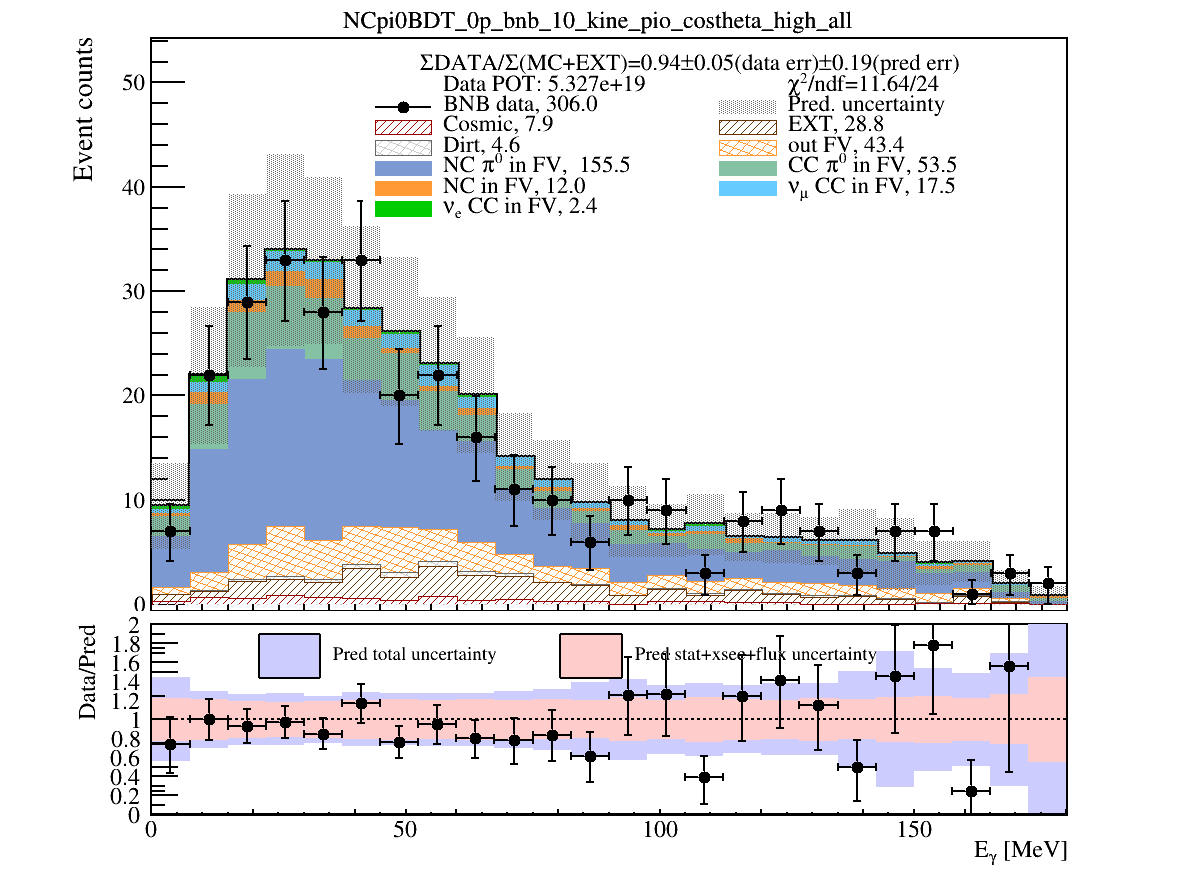 NCpi0BDT_0p_bnb_10_kine_pio_costheta_high_all
ΣDATA/Σ(MC+EXT)=0.94±0.05(data err)±0.19(pred err)
Data POT: 5.327e+19
χ²/ndf=11.64/24
BNB data, 306.0
Pred. uncertainty
Cosmic, 7.9
EXT, 28.8
Dirt, 4.6
out FV, 43.4
NC π⁰ in FV, 155.5
CC π⁰ in FV, 53.5
NC in FV, 12.0
νμ CC in FV, 17.5
νe CC in FV, 2.4
Event counts
50
40
30
20
10
0
Pred total uncertainty
Pred stat+xsec+flux uncertainty
Data/Pred
2
1.8
1.6
1.4
1.2
1
0.8
0.6
0.4
0.2
0
0 50 100 150
Eγ [MeV]